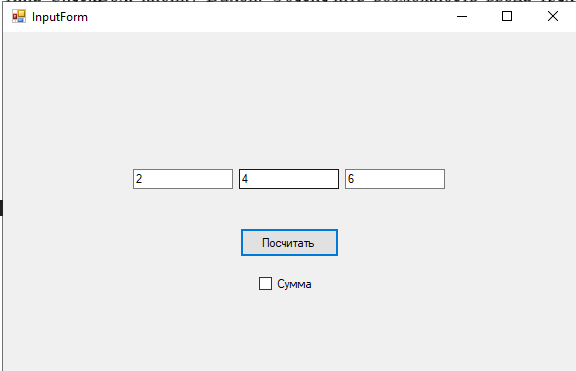 InputForm
2 4 6
Посчитать
Сумма